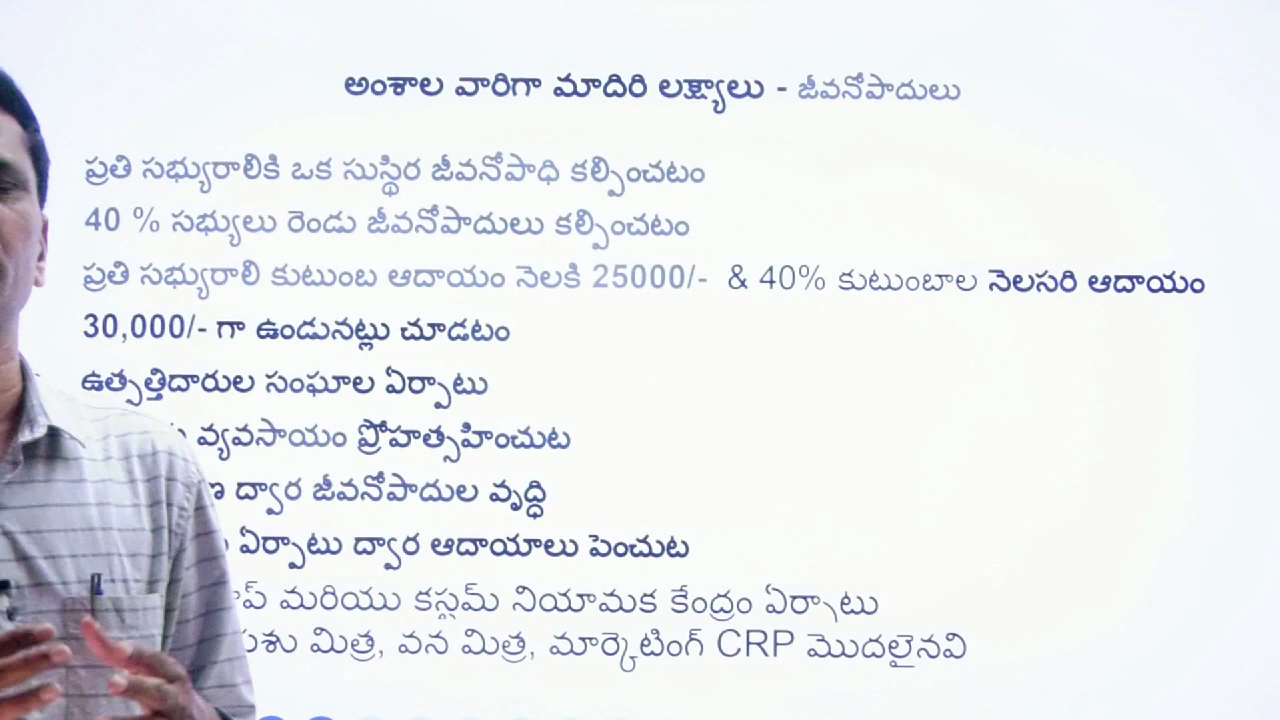 అంశాల వారిగా మాదిరి లక్ష్యాలు - జీవనోపాదులు
ప్రతి సభ్యురాలికి ఒక సుస్థిర జీవనోపాధి కల్పించటం
40 % సభ్యులు రెండు జీవనోపాదులు కల్పించటం
ప్రతి సభ్యురాలి కుటుంబ ఆదాయం నెలకి 25000/- & 40% కుటుంబాల నెలసరి ఆదాయం
30,000/- గా ఉండునట్లు చూడటం
ఉత్పత్తిదారుల సంఘాల ఏర్పాటు
వ్యవసాయం ప్రోహత్సహించుట
ద్వార జీవనోపాదుల వృద్ధి
ఏర్పాటు ద్వార ఆదాయాలు పెంచుట
మరియు కస్టమ్ నియామక కేంద్రం ఏర్పాటు
మిత్ర, వన మిత్ర, మార్కెటింగ్ CRP మొదలైనవి